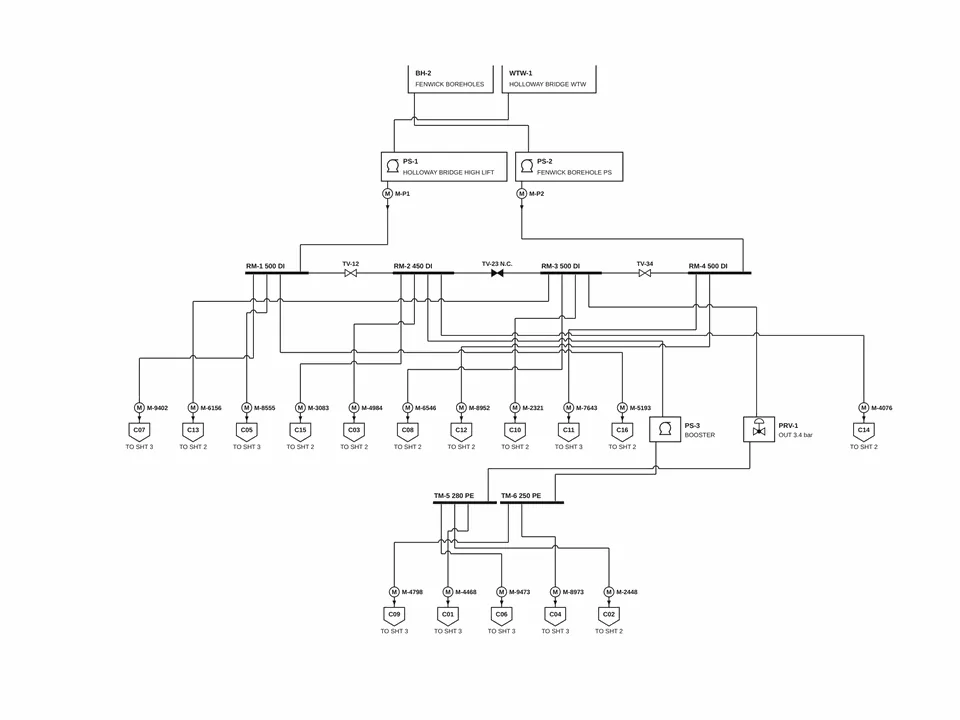 BH-2
FENWICK BOREHOLES
WTW-1
HOLLOWAY BRIDGE WTW
PS-1
HOLLOWAY BRIDGE HIGH LIFT
PS-2
FENWICK BOREHOLE PS
M M-P1
M M-P2
RM-1 500 DI
TV-12
RM-2 450 DI
TV-23 N.C.
RM-3 500 DI
TV-34
RM-4 500 DI
M M-9402
M M-6156
M M-8555
M M-3083
M M-4984
M M-6546
M M-8952
M M-2321
M M-7643
M M-5193
M M-4076
C07
C13
C05
C15
C03
C08
C12
C10
C11
C16
PS-3
BOOSTER
PRV-1
OUT 3.4 bar
C14
TO SHT 3
TO SHT 2
TO SHT 3
TO SHT 2
TO SHT 2
TO SHT 2
TO SHT 2
TO SHT 2
TO SHT 3
TO SHT 2
TO SHT 2
TM-5 280 PE
TM-6 250 PE
M M-4798
M M-4468
M M-9473
M M-8973
M M-2448
C09
C01
C06
C04
C02
TO SHT 3
TO SHT 3
TO SHT 3
TO SHT 3
TO SHT 2